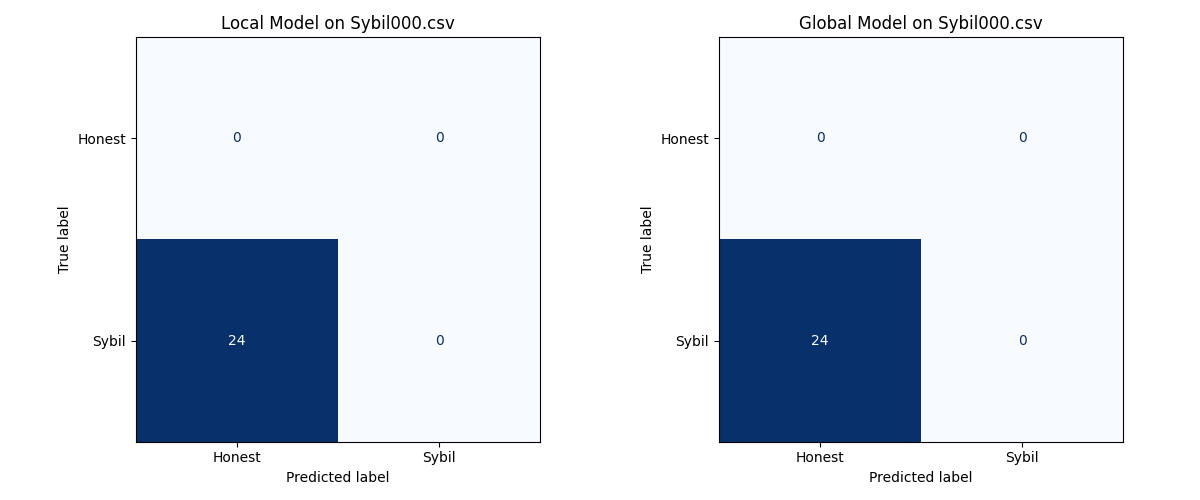 Local Model on Sybil000.csv
Honest
0
0
True label
Sybil
24
0
Honest
Sybil
Predicted label
Global Model on Sybil000.csv
Honest
0
0
True label
Sybil
24
0
Honest
Sybil
Predicted label